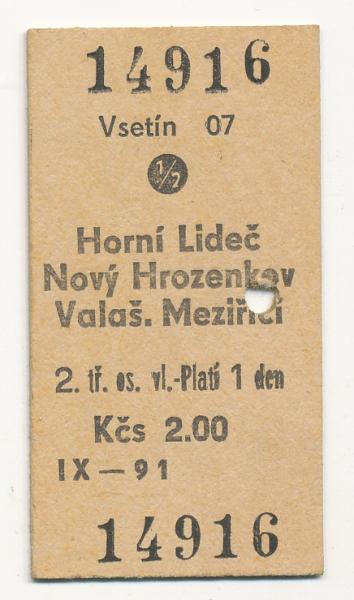 14916
Vsetín 07
1/2
Horní Lideč
Nový Hrozenkov
Valaš. Meziříčí
2. tř. os. vl.-Platí 1 den
Kčs 2.00
IX-91
14916